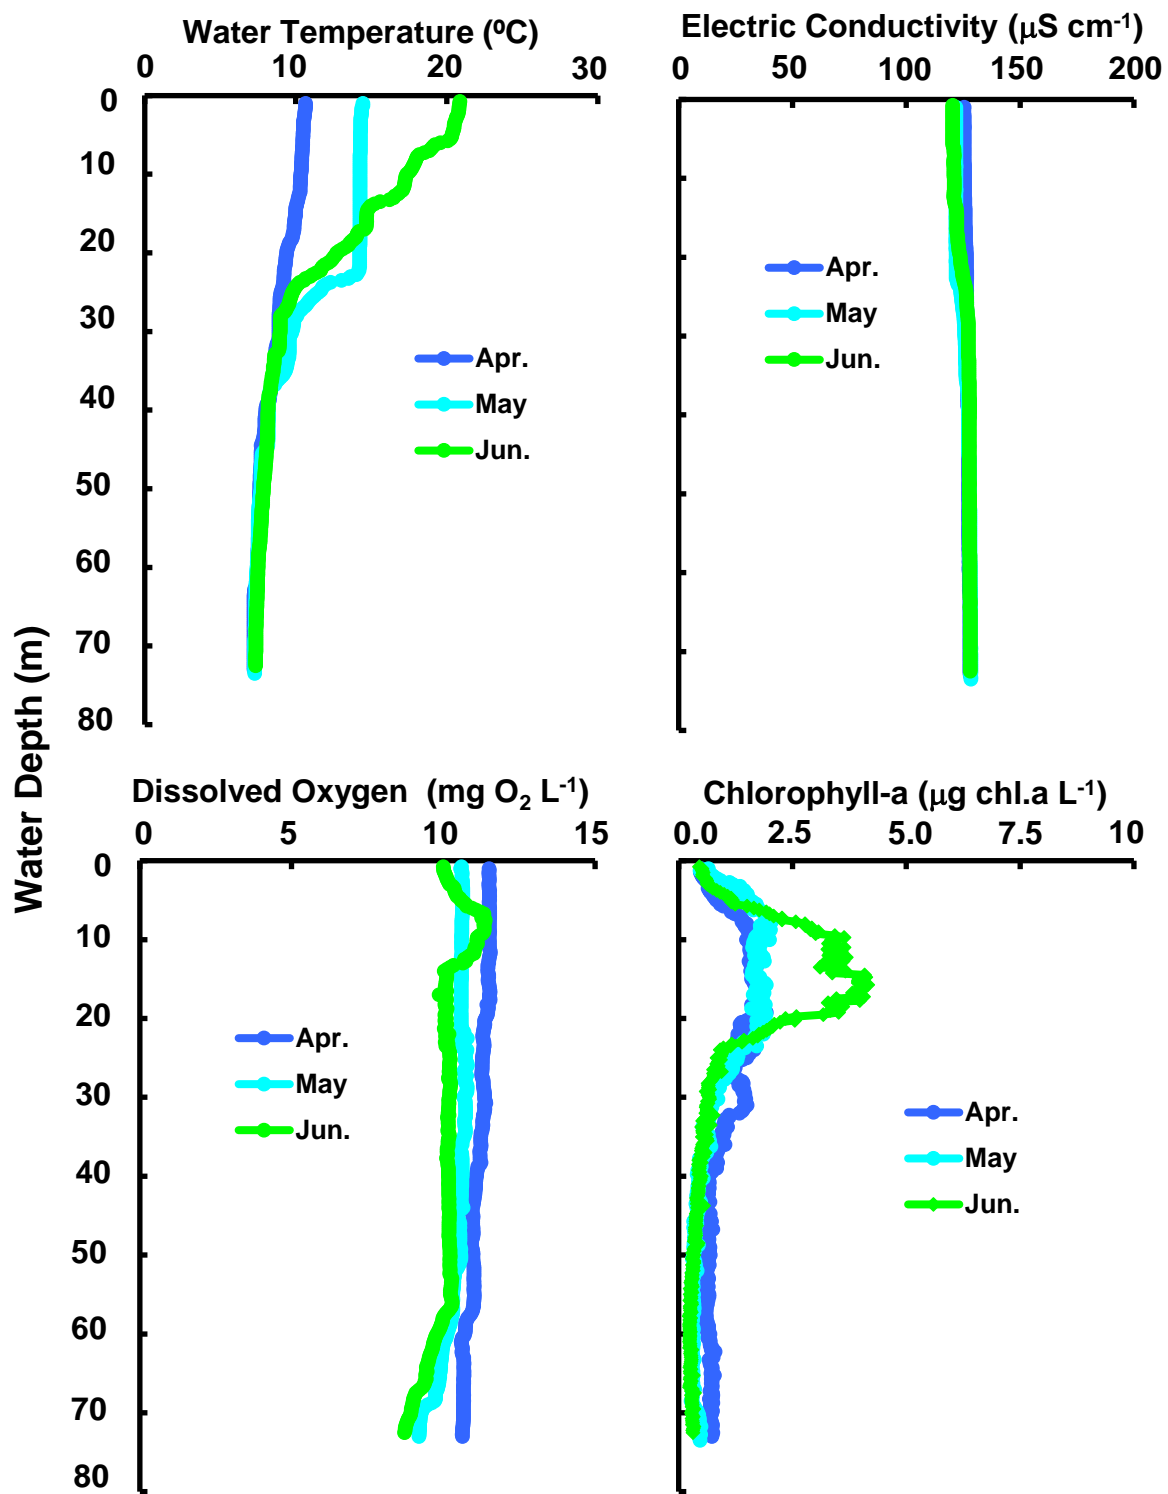 Water Temperature (ºC)
0 10 20 30
0
10
20
30
40
50
60
70
80
Apr.
May
Jun.
Electric Conductivity (μS cm-1)
0 50 100 150 200
Apr.
May
Jun.
Water Depth (m)
Dissolved Oxygen (mg O2 L-1)
0 5 10 15
0
10
20
30
40
50
60
70
80
Apr.
May
Jun.
Chlorophyll-a (μg chl.a L-1)
0.0 2.5 5.0 7.5 10
Apr.
May
Jun.